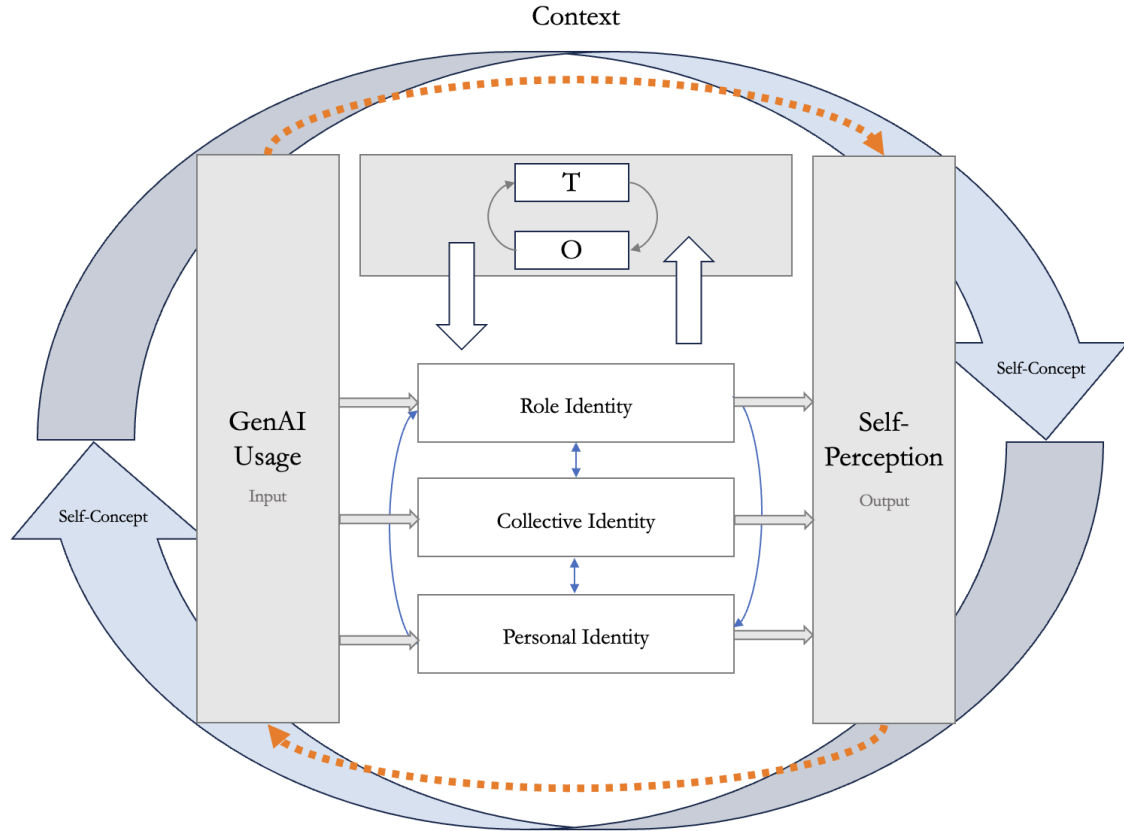 Context
T
O
Self-Concept
Role Identity
GenAI
Usage
Input
Self-
Perception
Output
Self-Concept
Collective Identity
Personal Identity